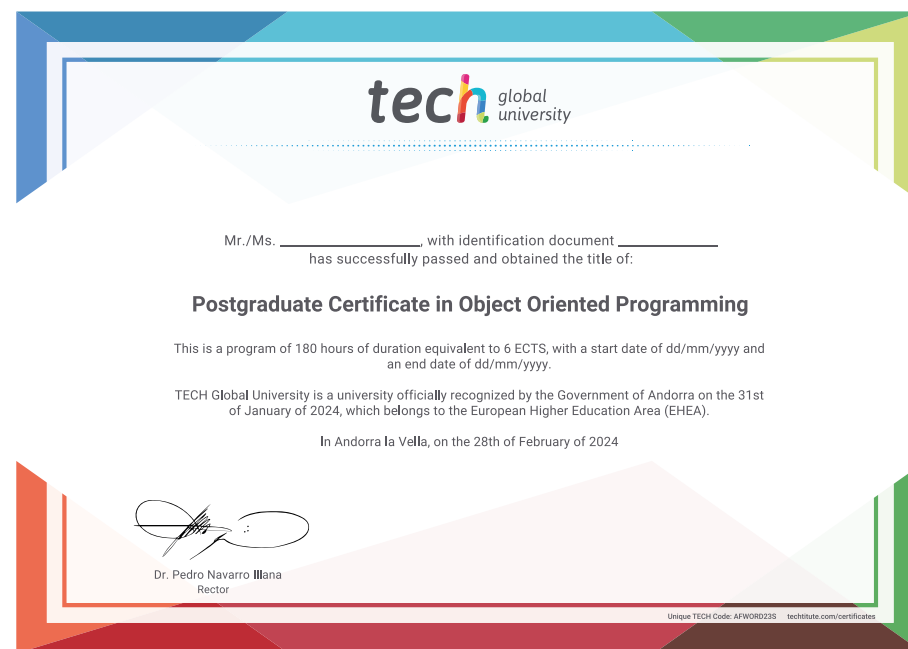 tech global
university
Mr./Ms. ____________________, with identification document ______________
has successfully passed and obtained the title of:
Postgraduate Certificate in Object Oriented Programming
This is a program of 180 hours of duration equivalent to 6 ECTS, with a start date of dd/mm/yyyy and
an end date of dd/mm/yyyy.
TECH Global University is a university officially recognized by the Government of Andorra on the 31st
of January of 2024, which belongs to the European Higher Education Area (EHEA).
In Andorra la Vella, on the 28th of February of 2024
Dr. Pedro Navarro Illana
Rector
Unique TECH Code: AFWORD23S techtitute.com/certificates